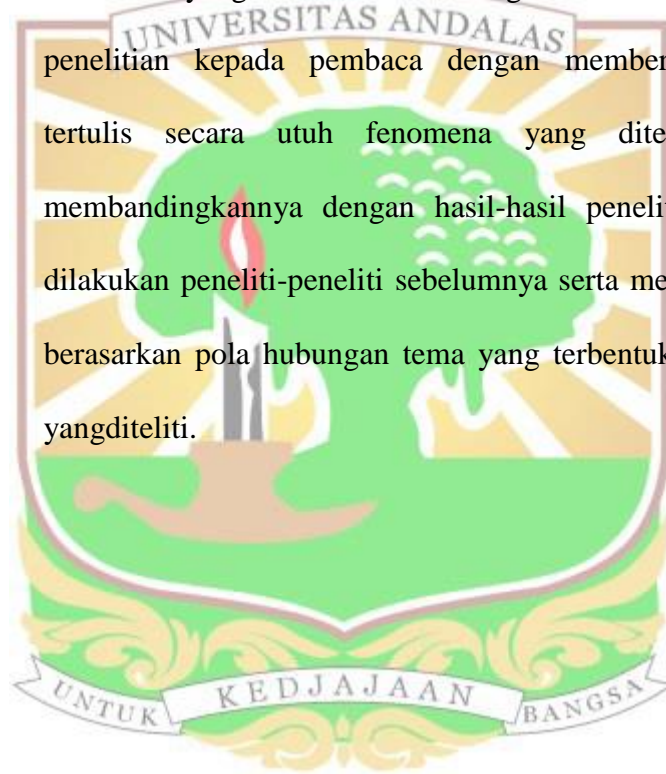 UNIVERSITAS ANDALAS
penelitian kepada pembaca dengan member
tertulis secara utuh fenomena yang dite
membandingkannya dengan hasil-hasil penelit
dilakukan peneliti-peneliti sebelumnya serta me
berasarkan pola hubungan tema yang terbentuk
yangditeliti.
UNTUK KEDJAJAAN BANGSA